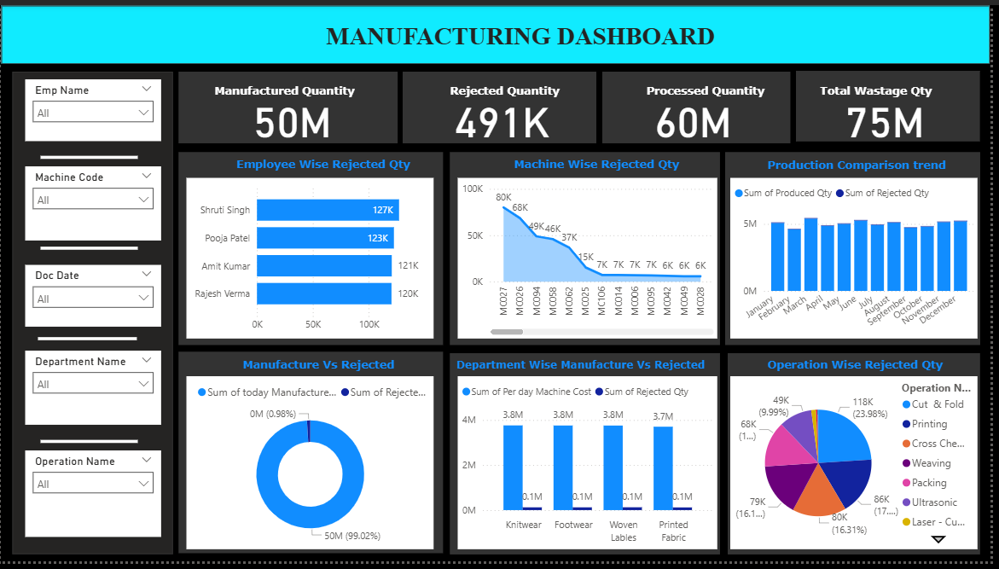 MANUFACTURING DASHBOARD
Emp Name
All
Machine Code
All
Doc Date
All
Department Name
All
Operation Name
All
Manufactured Quantity
50M
Rejected Quantity
491K
Processed Quantity
60M
Total Wastage Qty
75M
Employee Wise Rejected Qty
Shruti Singh 127K
Pooja Patel 123K
Amit Kumar 121K
Rajesh Verma 120K
0K 50K 100K
Machine Wise Rejected Qty
100K
50K
0K
80K 68K 49K 46K 37K 15K 7K 7K 7K 7K 6K 6K 6K
MC027 MC026 MC094 MC058 MC062 MC025 MC106 MC014 MC006 MC095 MC042 MC049 MC028
Production Comparison trend
Sum of Produced Qty Sum of Rejected Qty
5M
0M
January February March April May June July August September October November December
Manufacture Vs Rejected
Sum of today Manufacture... Sum of Rejecte...
0M (0.98%)
50M (99.02%)
Department Wise Manufacture Vs Rejected
Sum of Per day Machine Cost Sum of Rejected Qty
4M
2M
0M
3.8M 3.8M 3.8M 3.7M
0.1M 0.1M 0.1M 0.1M
Knitwear Footwear Woven Lables Printed Fabric
Operation Wise Rejected Qty
118K
(23.98%)
86K
(17....)
80K
(16.31%)
79K
(16.1...)
68K
(1...)
49K
(9.99%)
Operation N...
Cut & Fold
Printing
Cross Che...
Weaving
Packing
Ultrasonic
Laser - Cu...